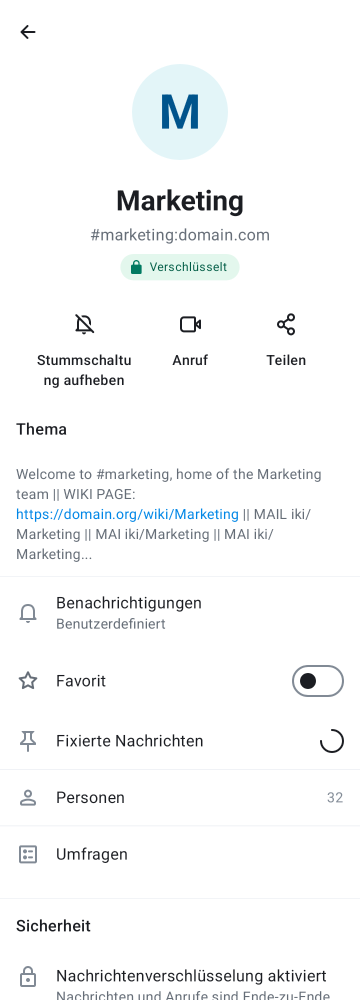 M
Marketing
#marketing:domain.com
Verschlüsselt
Stummschaltu
ng aufheben
Anruf
Teilen
Thema
Welcome to #marketing, home of the Marketing
team || WIKI PAGE:
https://domain.org/wiki/Marketing || MAIL iki/
Marketing || MAI iki/Marketing || MAI iki/
Marketing...
Benachrichtigungen
Benutzerdefiniert
Favorit
Fixierte Nachrichten
Personen 32
Umfragen
Sicherheit
Nachrichtenverschlüsselung aktiviert
Nachrichten und Anrufe sind Ende-zu-Ende